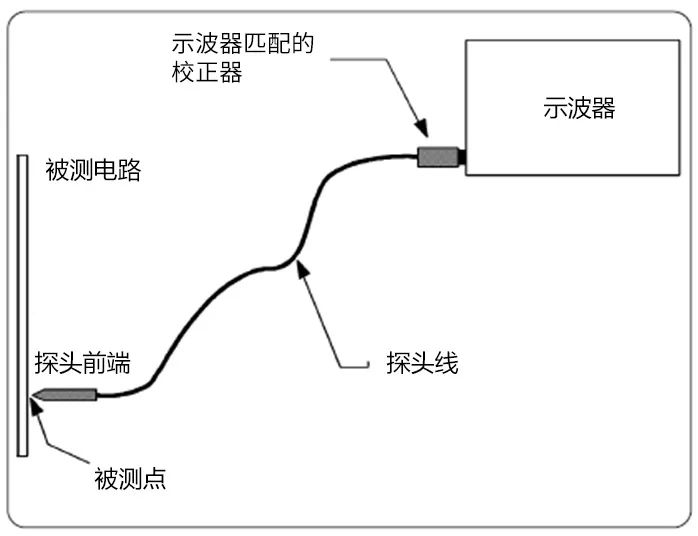 示波器匹配的
校正器
示波器
被测电路
探头前端
探头线
被测点